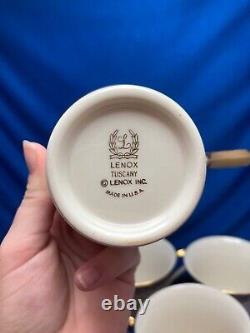 L
LENOX
TUSCANY
© LENOX INC.
MADE IN U.S.A.